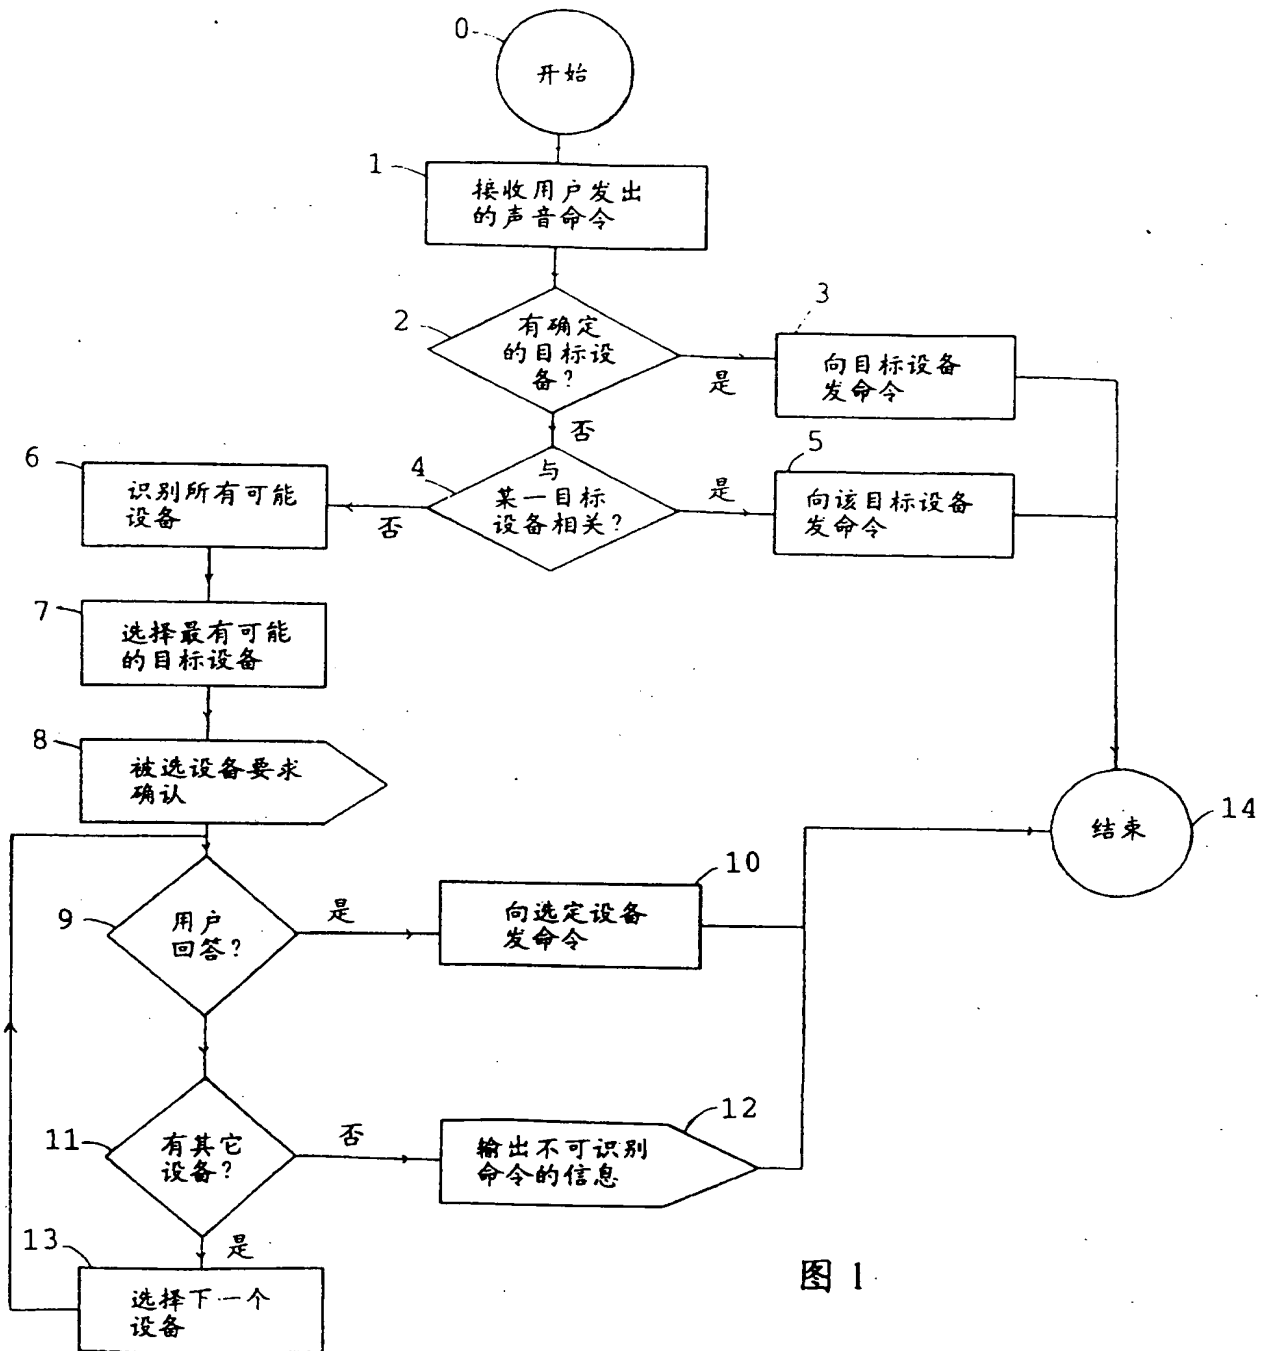 0
开始
1
接收用户发出
的声音命令
2
有确定
的目标设
备？
是
3
向目标设备
发命令
否
4
与
某一目标
设备相关？
是
5
向该目标设备
发命令
否
6
识别所有可能
设备
7
选择最有可能
的目标设备
8
被选设备要求
确认
9
用户
回答？
是
10
向选定设备
发命令
14
结束
11
有其它
设备？
否
12
输出不可识别
命令的信息
是
13
选择下一个
设备
图 1